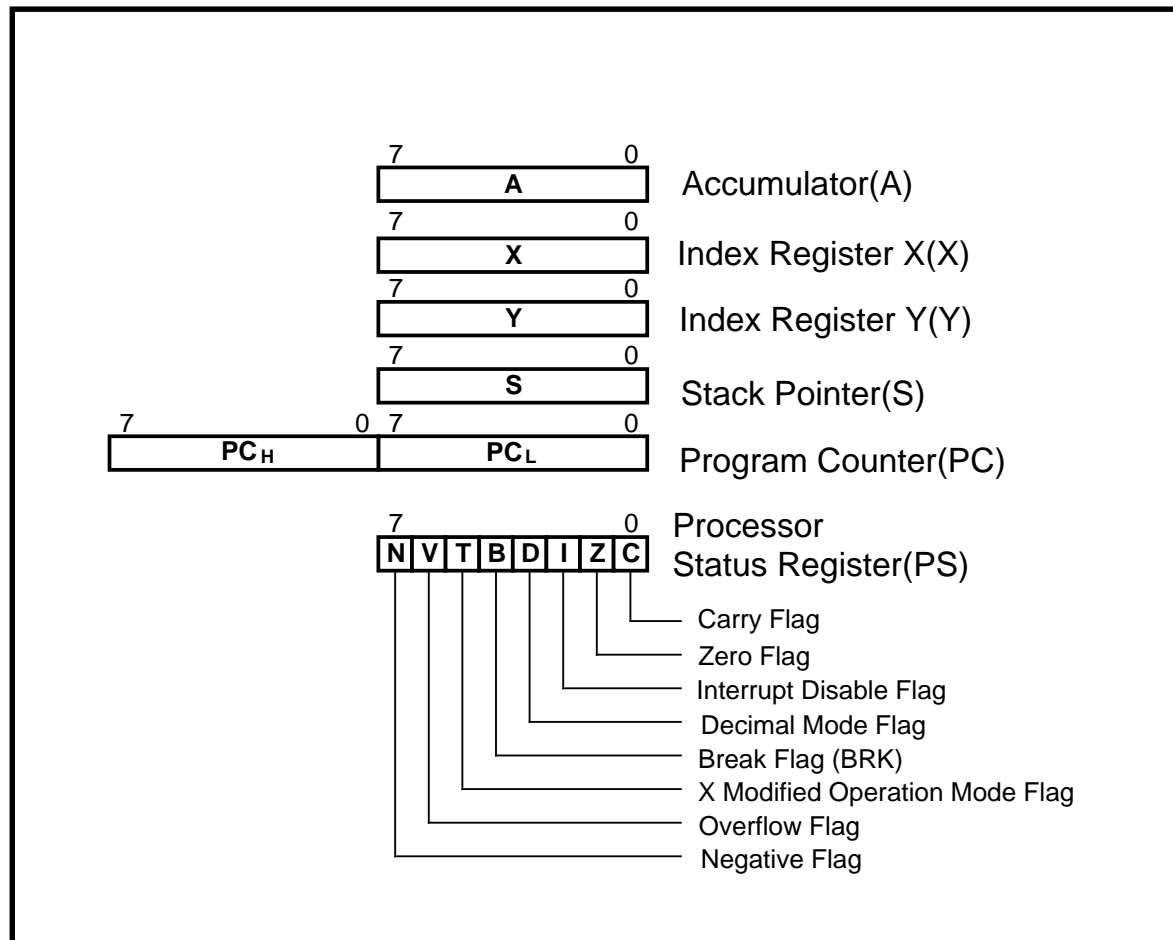 7 0
A Accumulator(A)
7 0
X Index Register X(X)
7 0
Y Index Register Y(Y)
7 0
S Stack Pointer(S)
7 0 7 0
PCH PCL Program Counter(PC)
7 0 Processor
N V T B D I Z C Status Register(PS)
Carry Flag
Zero Flag
Interrupt Disable Flag
Decimal Mode Flag
Break Flag (BRK)
X Modified Operation Mode Flag
Overflow Flag
Negative Flag